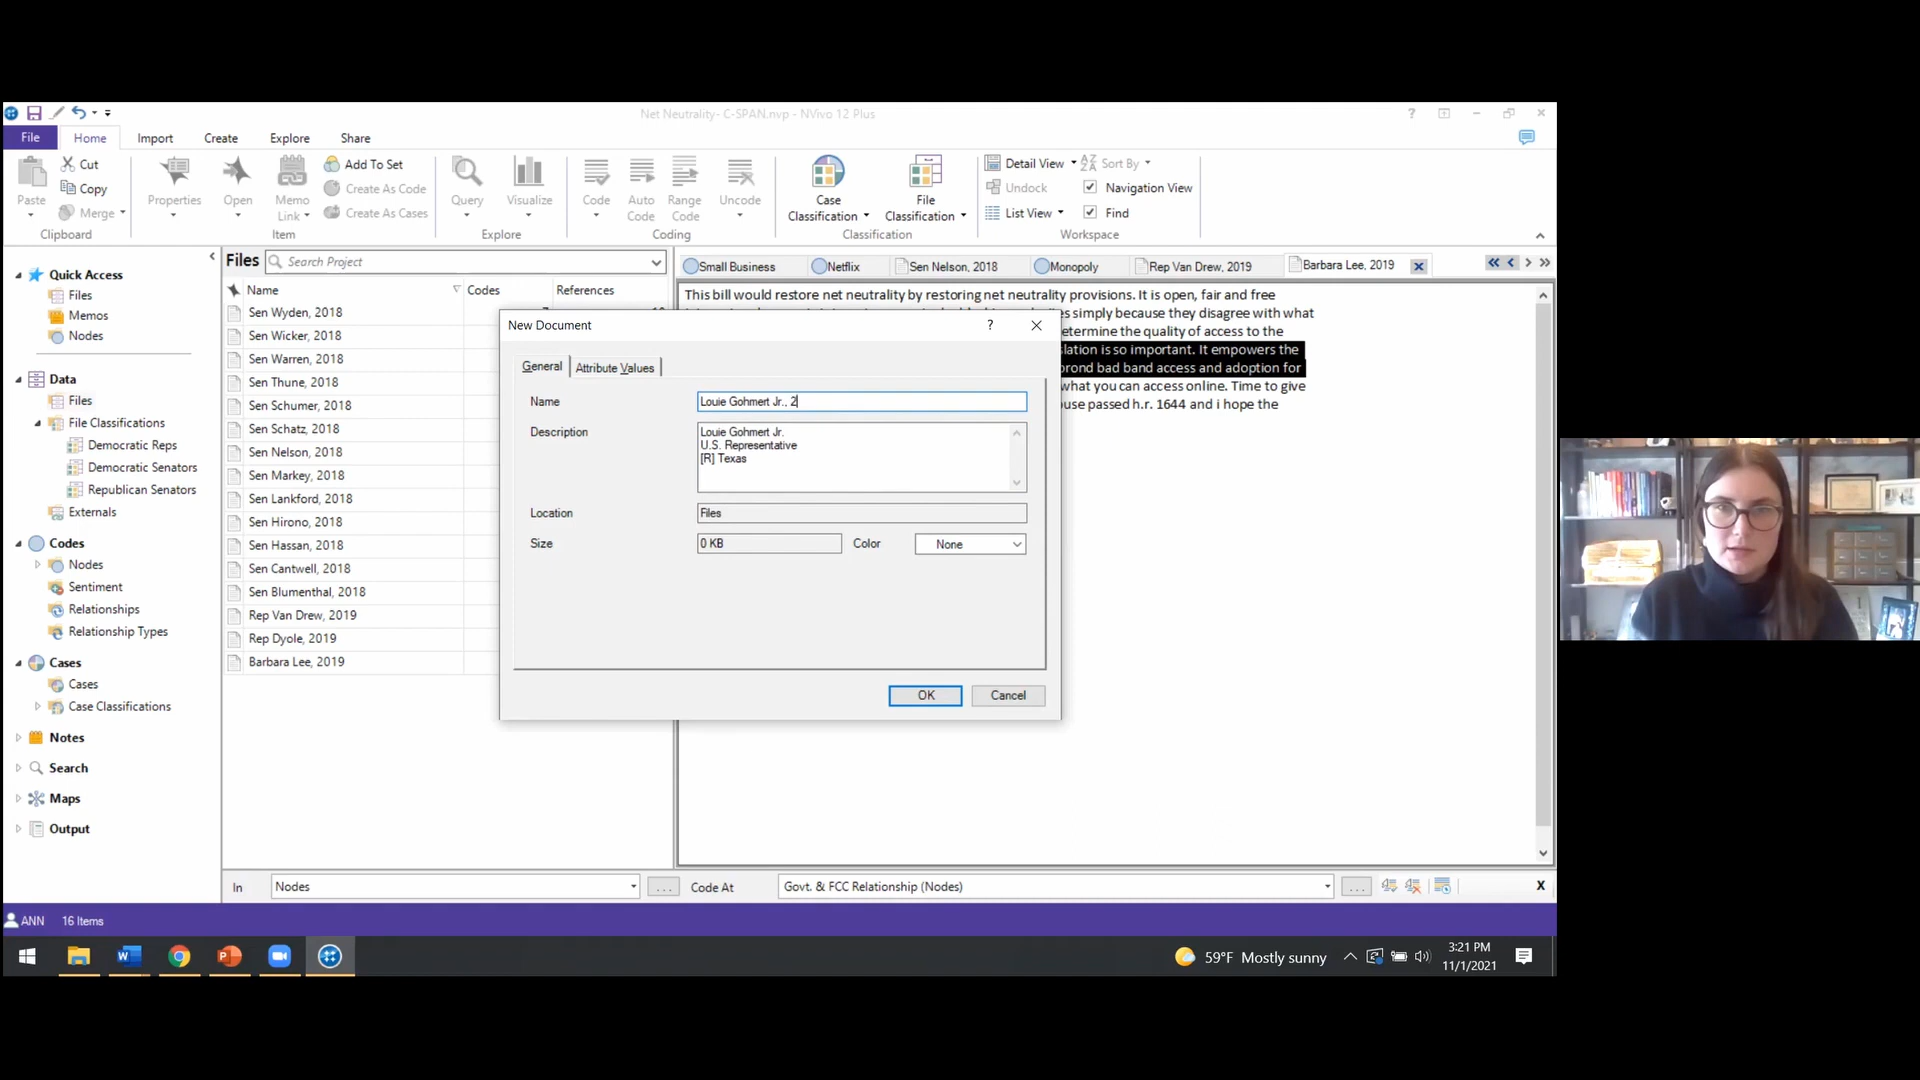 Net Neutrality- C-SPAN.nvp - NVivo 12 Plus
?
File
Home
Import
Create
Explore
Share
Paste
Cut
Copy
Merge
Clipboard
Properties
Open
Memo
Link
Add To Set
Create As Code
Create As Cases
Item
Query
Visualize
Explore
Code
Auto
Code
Range
Code
Uncode
Coding
Case
Classification
File
Classification
Classification
Detail View
Sort By
Undock
Navigation View
List View
Find
Workspace
Quick Access
Files
Memos
Nodes
Data
Files
File Classifications
Democratic Reps
Democratic Senators
Republican Senators
Externals
Codes
Nodes
Sentiment
Relationships
Relationship Types
Cases
Cases
Case Classifications
Notes
Search
Maps
Output
Files
Search Project
Name
Codes
References
Sen Wyden, 2018
Sen Wicker, 2018
Sen Warren, 2018
Sen Thune, 2018
Sen Schumer, 2018
Sen Schatz, 2018
Sen Nelson, 2018
Sen Markey, 2018
Sen Lankford, 2018
Sen Hirono, 2018
Sen Hassan, 2018
Sen Cantwell, 2018
Sen Blumenthal, 2018
Rep Van Drew, 2019
Rep Dyole, 2019
Barbara Lee, 2019
Small Business
Netflix
Sen Nelson, 2018
Monopoly
Rep Van Drew, 2019
Barbara Lee, 2019
This bill would restore net neutrality by restoring net neutrality provisions. It is open, fair and free
simply because they disagree with what
etermine the quality of access to the
lation is so important. It empowers the
prond bad band access and adoption for
what you can access online. Time to give
use passed h.r. 1644 and i hope the
New Document
?
General
Attribute Values
Name
Louie Gohmert Jr., 2
Description
Louie Gohmert Jr.
U.S. Representative
[R] Texas
Location
Files
Size
0 KB
Color
None
OK
Cancel
In
Nodes
...
Code At
Govt. & FCC Relationship (Nodes)
...
X
ANN
16 Items
59°F Mostly sunny
3:21 PM
11/1/2021